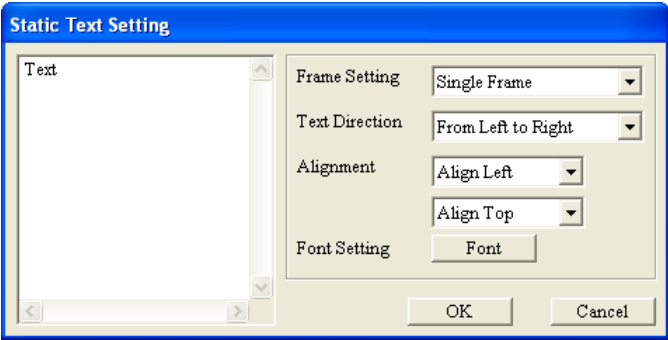 Static Text Setting
Text
Frame Setting
Single Frame
Text Direction
From Left to Right
Alignment
Align Left
Align Top
Font Setting
Font
OK
Cancel